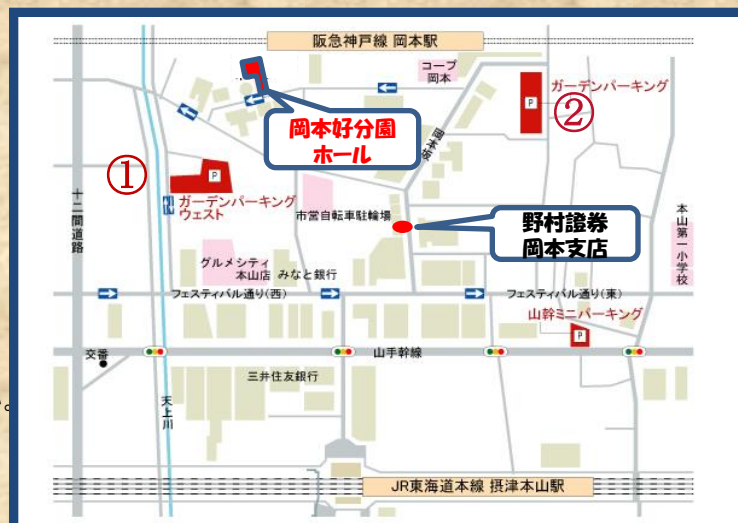 阪急神戸線 岡本駅
コープ
岡本
ガーデンパーキング
P
②
岡本好分園
ホール
岡本坂
①
P
ガーデンパーキング
ウェスト
市営自転車駐輪場
野村證券
岡本支店
十二間道路
本山第一小学校
グルメシティ
本山店
みなと銀行
フェスティバル通り(西)
フェスティバル通り(東)
山幹ミニパーキング
P
交番
山手幹線
三井住友銀行
天上川
JR東海道本線 摂津本山駅
。